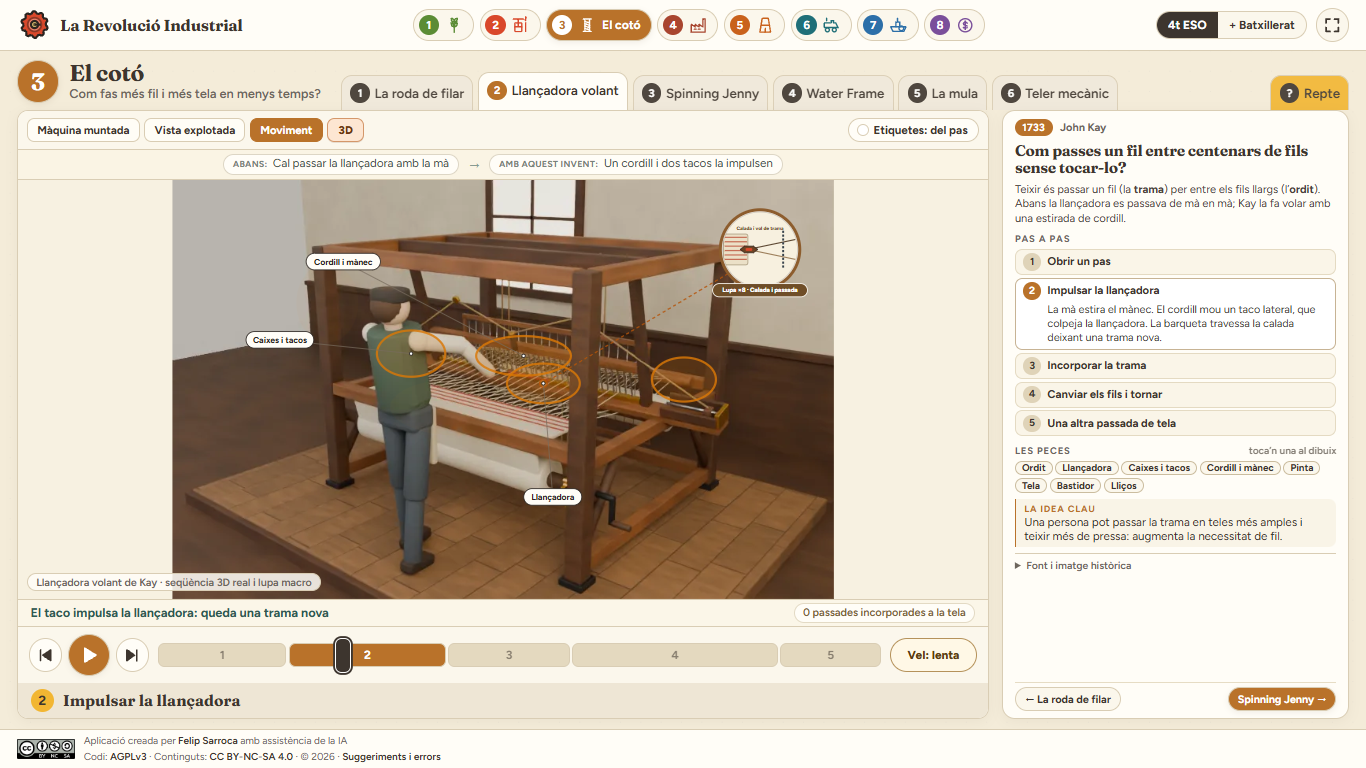 La Revolució Industrial
1
2
3 El cotó
4
5
6
7
8
4t ESO
+ Batxillerat
3
El cotó
Com fas més fil i més tela en menys temps?
1 La roda de filar
2 Llançadora volant
3 Spinning Jenny
4 Water Frame
5 La mula
6 Teler mecànic
? Repte
Màquina muntada
Vista explotada
Moviment
3D
Etiquetes: del pas
ABANS: Cal passar la llançadora amb la mà
→
AMB AQUEST INVENT: Un cordill i dos tacos la impulsen
Calada i vol de trama
Lupa ×8 · Calada i passada
Cordill i mànec
Caixes i tacos
Llançadora
Llançadora volant de Kay · seqüència 3D real i lupa macro
El taco impulsa la llançadora: queda una trama nova
0 passades incorporades a la tela
1
2
3
4
5
Vel: lenta
2 Impulsar la llançadora
1733 John Kay
Com passes un fil entre centenars de fils
sense tocar-lo?
Teixir és passar un fil (la trama) per entre els fils llargs (l'ordit).
Abans la llançadora es passava de mà en mà; Kay la fa volar amb
una estirada de cordill.
PAS A PAS
1 Obrir un pas
2 Impulsar la llançadora
La mà estira el mànec. El cordill mou un taco lateral, que
colpeja la llançadora. La barqueta travessa la calada
deixant una trama nova.
3 Incorporar la trama
4 Canviar els fils i tornar
5 Una altra passada de tela
LES PECES
toca'n una al dibuix
Ordit
Llançadora
Caixes i tacos
Cordill i mànec
Pinta
Tela
Bastidor
Lliços
LA IDEA CLAU
Una persona pot passar la trama en teles més amples i
teixir més de pressa: augmenta la necessitat de fil.
▶ Font i imatge històrica
← La roda de filar
Spinning Jenny →
cc
BY NC SA
Aplicació creada per Felip Sarroca amb assistència de la IA
Codi: AGPLv3 · Continguts: CC BY-NC-SA 4.0 · © 2026 · Suggeriments i errors